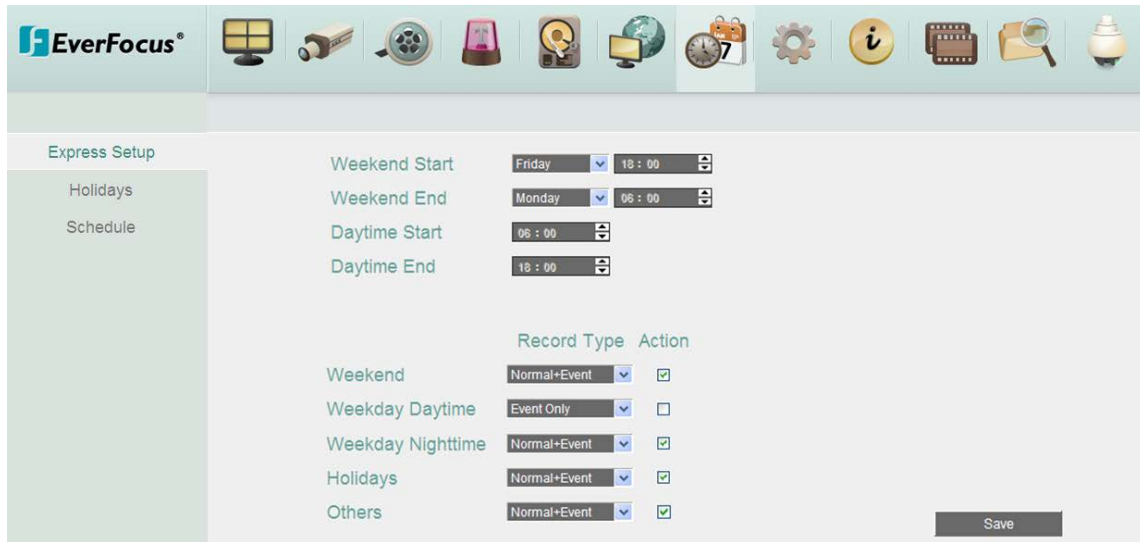 EverFocus®
7
i
Express Setup
Holidays
Schedule
Weekend Start Friday 18 : 00
Weekend End Monday 06 : 00
Daytime Start 06 : 00
Daytime End 18 : 00
Record Type Action
Weekend Normal+Event
Weekday Daytime Event Only
Weekday Nighttime Normal+Event
Holidays Normal+Event
Others Normal+Event
Save